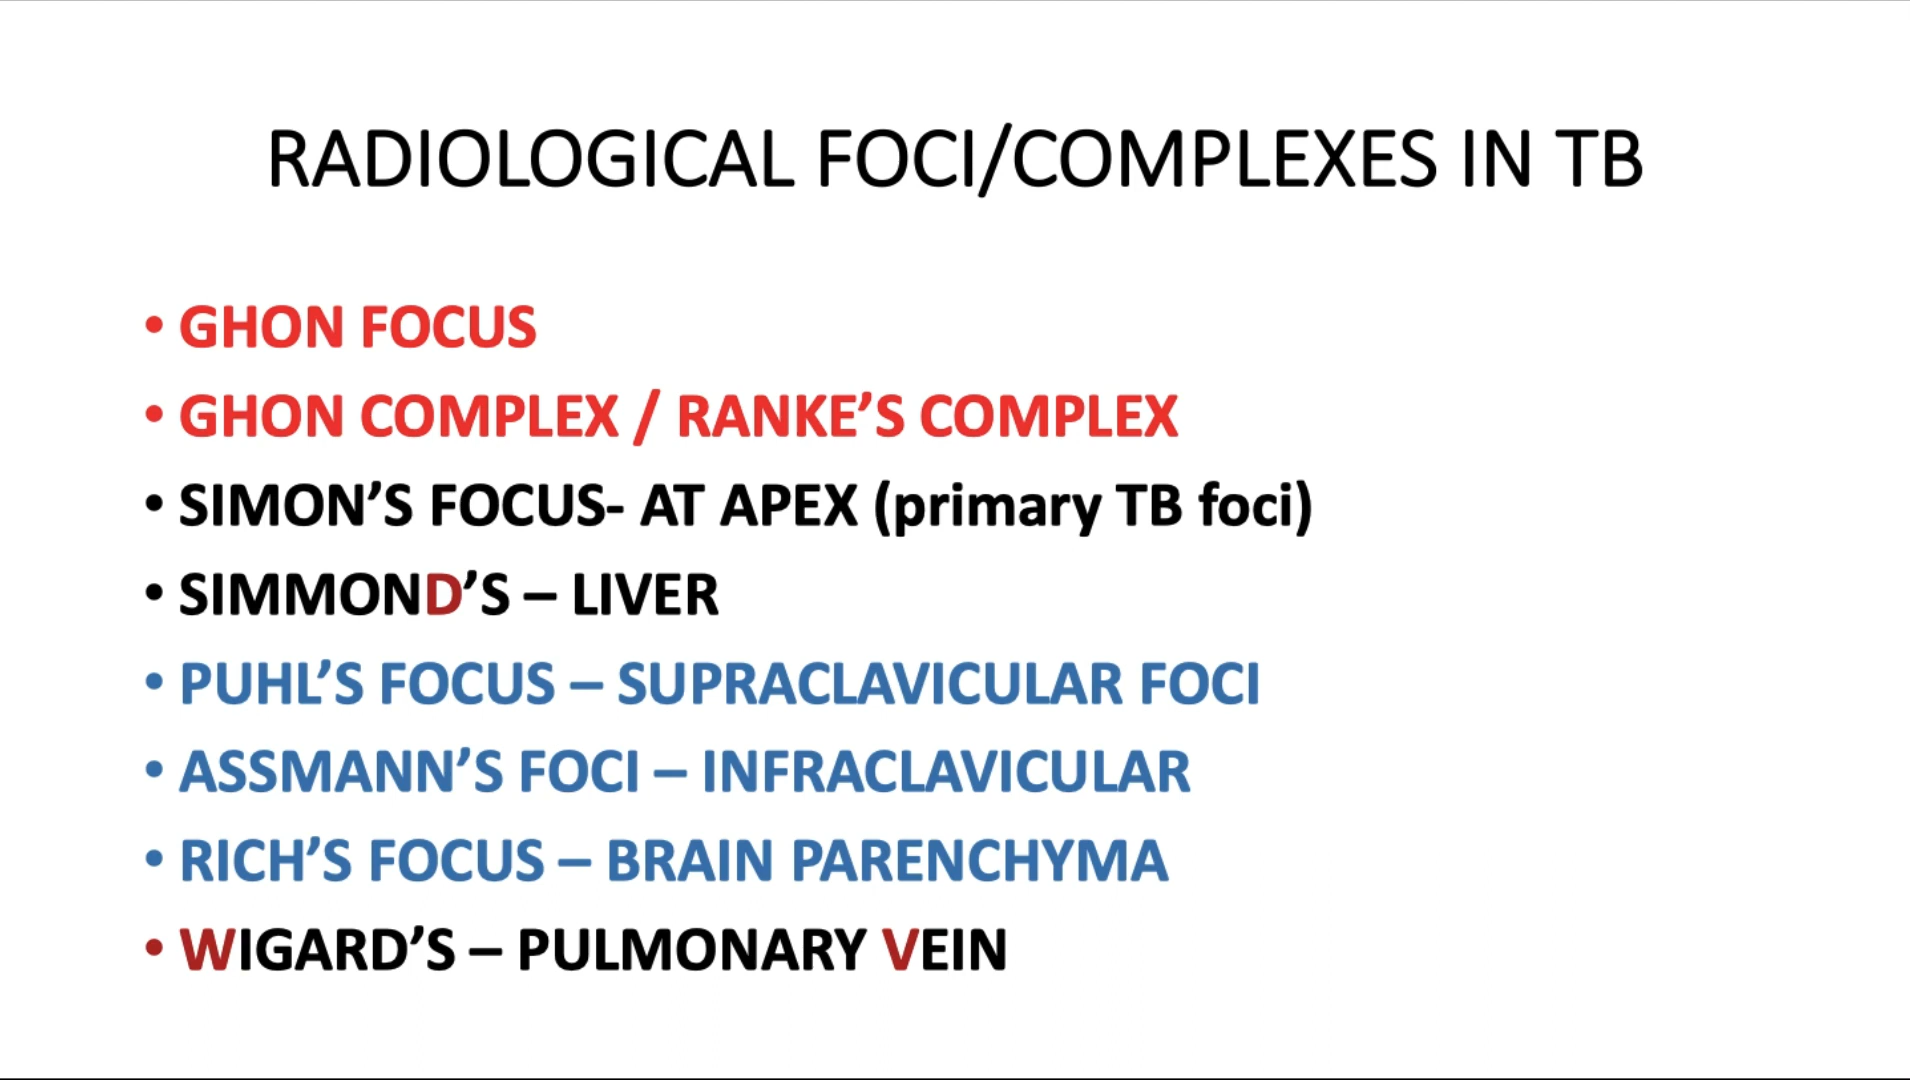 RADIOLOGICAL FOCI/COMPLEXES IN TB
• GHON FOCUS
• GHON COMPLEX / RANKE’S COMPLEX
• SIMON’S FOCUS- AT APEX (primary TB foci)
• SIMMOND’S – LIVER
• PUHL’S FOCUS – SUPRACLAVICULAR FOCI
• ASSMANN’S FOCI – INFRACLAVICULAR
• RICH’S FOCUS – BRAIN PARENCHYMA
• WIGARD’S – PULMONARY VEIN